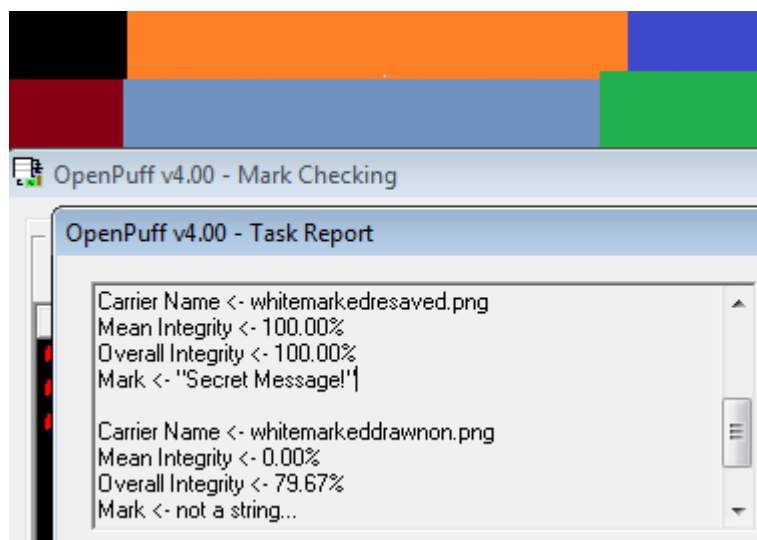 OpenPuff v4.00 - Mark Checking
OpenPuff v4.00 - Task Report
Carrier Name <- whitemarkedresaved.png
Mean Integrity <- 100.00%
Overall Integrity <- 100.00%
Mark <- "Secret Message!"
Carrier Name <- whitemarkeddrawnon.png
Mean Integrity <- 0.00%
Overall Integrity <- 79.67%
Mark <- not a string...